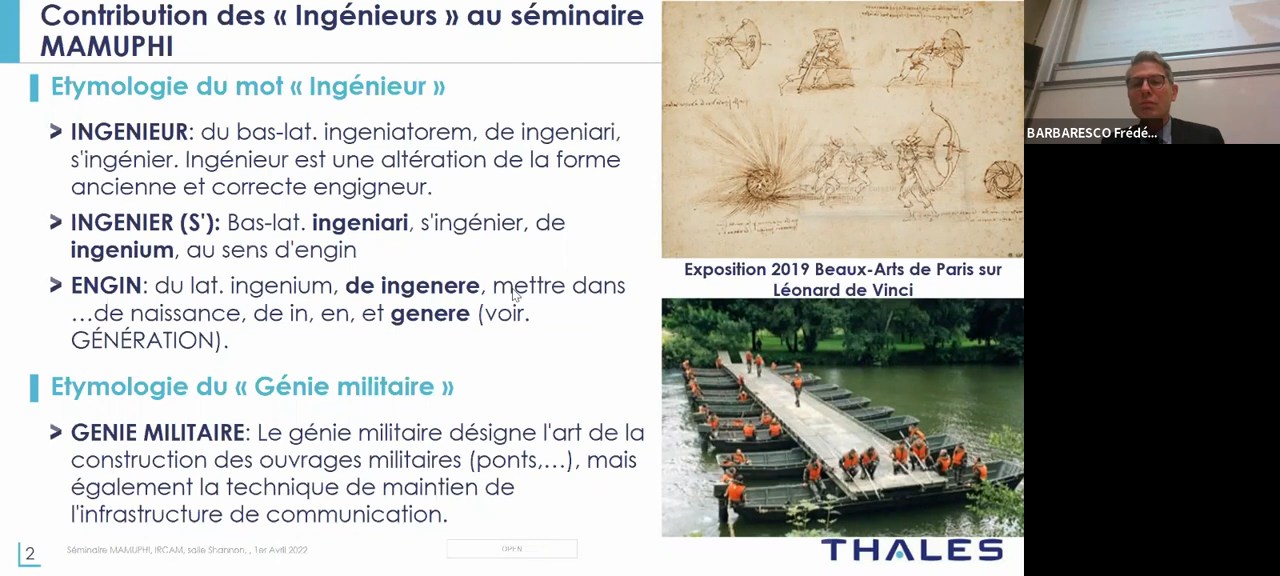 Contribution des « Ingénieurs » au séminaire
MAMUPHI
Etymologie du mot « Ingénieur »
INGENIEUR: du bas-lat. ingeniatorem, de ingeniari,
s'ingénier. Ingénieur est une altération de la forme
ancienne et correcte engigneur.
INGENIER (S'): Bas-lat. ingeniari, s'ingénier, de
ingenium, au sens d'engin
ENGIN: du lat. ingenium, de ingenere, mettre dans
…de naissance, de in, en, et genere (voir.
GÉNÉRATION).
Etymologie du « Génie militaire »
GENIE MILITAIRE: Le génie militaire désigne l'art de la
construction des ouvrages militaires (ponts,…), mais
également la technique de maintien de
l'infrastructure de communication.
2
Séminaire MAMUPHI, IRCAM, salle Shannon, , 1er Avril 2022
OPEN
Exposition 2019 Beaux-Arts de Paris sur
Léonard de Vinci
THALES
BARBARESCO Frédé...